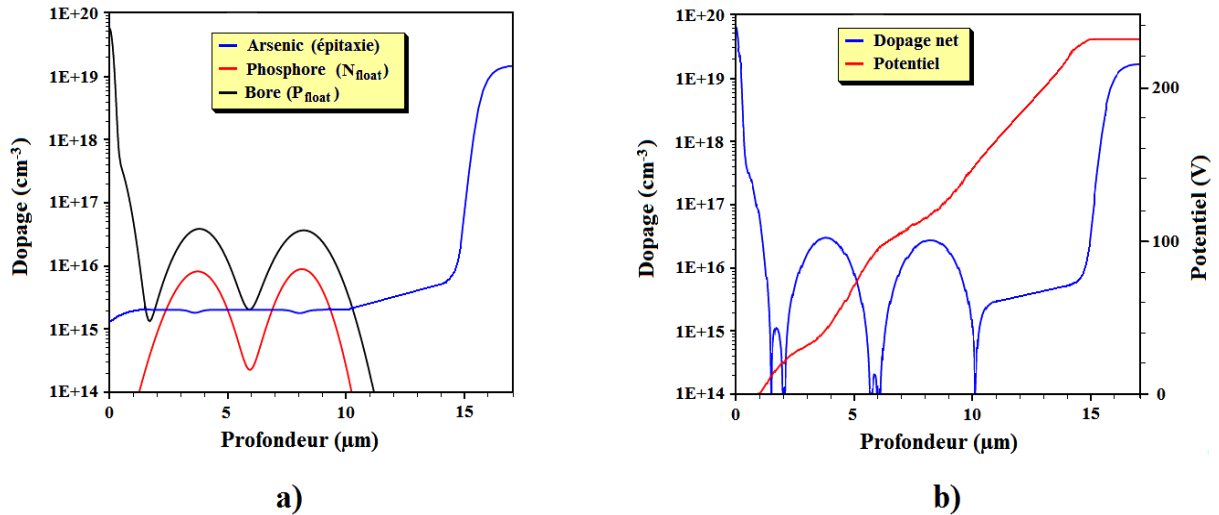 1E+20
1E+19
1E+18
1E+17
1E+16
1E+15
1E+14
Dopage (cm-3)
Arsenic (épitaxie)
Phosphore (Nfloat)
Bore (Pfloat)
0
5
10
15
Profondeur (µm)
a)
1E+20
1E+19
1E+18
1E+17
1E+16
1E+15
1E+14
Dopage (cm-3)
Dopage net
Potentiel
200
100
0
Potentiel (V)
0
5
10
15
Profondeur (µm)
b)